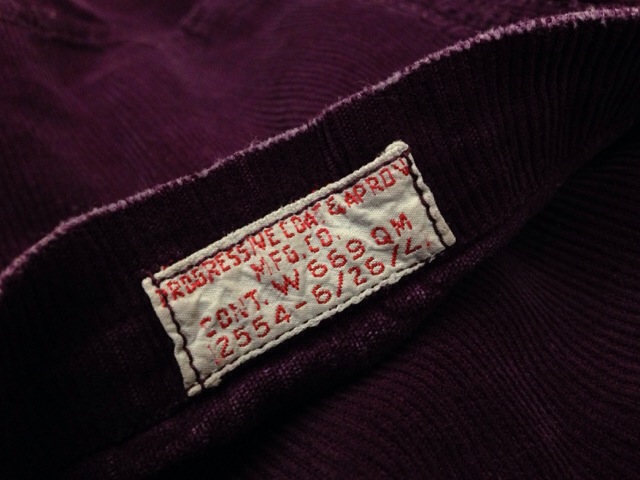 PROGRESSIVE COAT & APRON
MFG. CO.
CONT. W/669 QM
12554-6/26/4